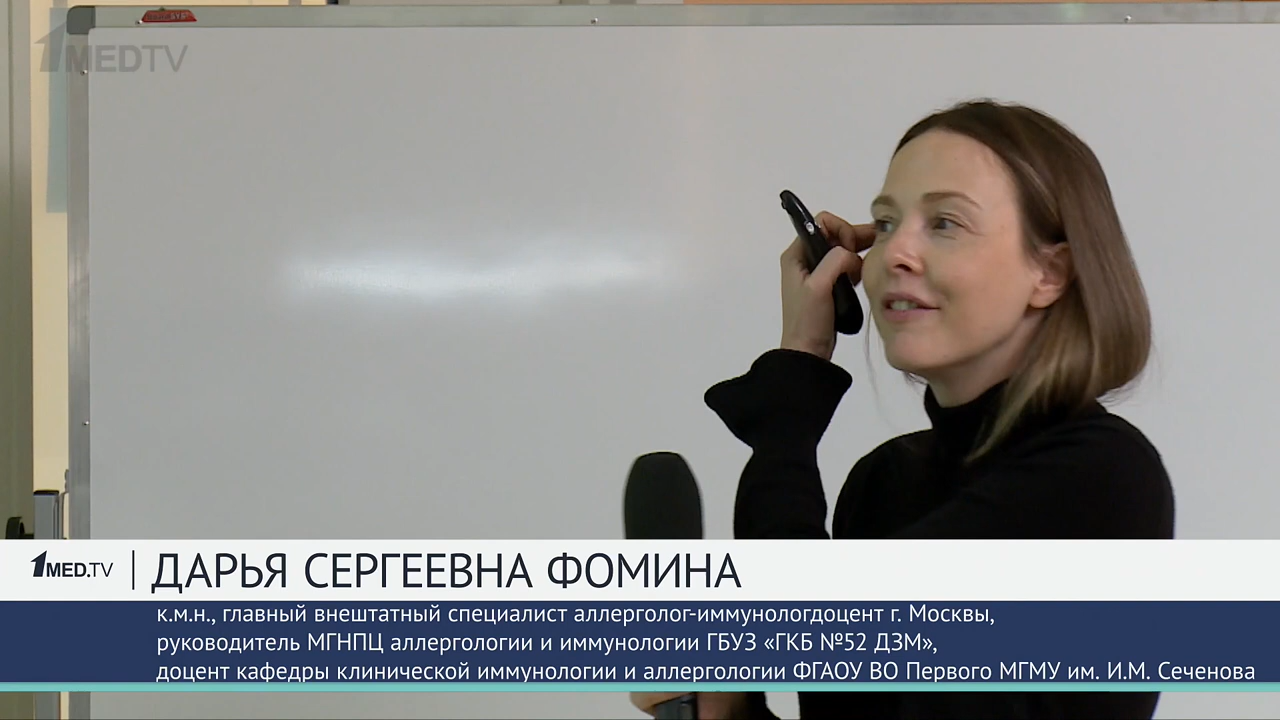 1MEDTV
1MED.TV
ДАРЬЯ СЕРГЕЕВНА ФОМИНА
к.м.н., главный внештатный специалист аллерголог-иммунологдоцент г. Москвы,
руководитель МГНПЦ аллергологии и иммунологии ГБУЗ «ГКБ №52 ДЗМ»,
доцент кафедры клинической иммунологии и аллергологии ФГАОУ ВО Первого МГМУ им. И.М. Сеченова